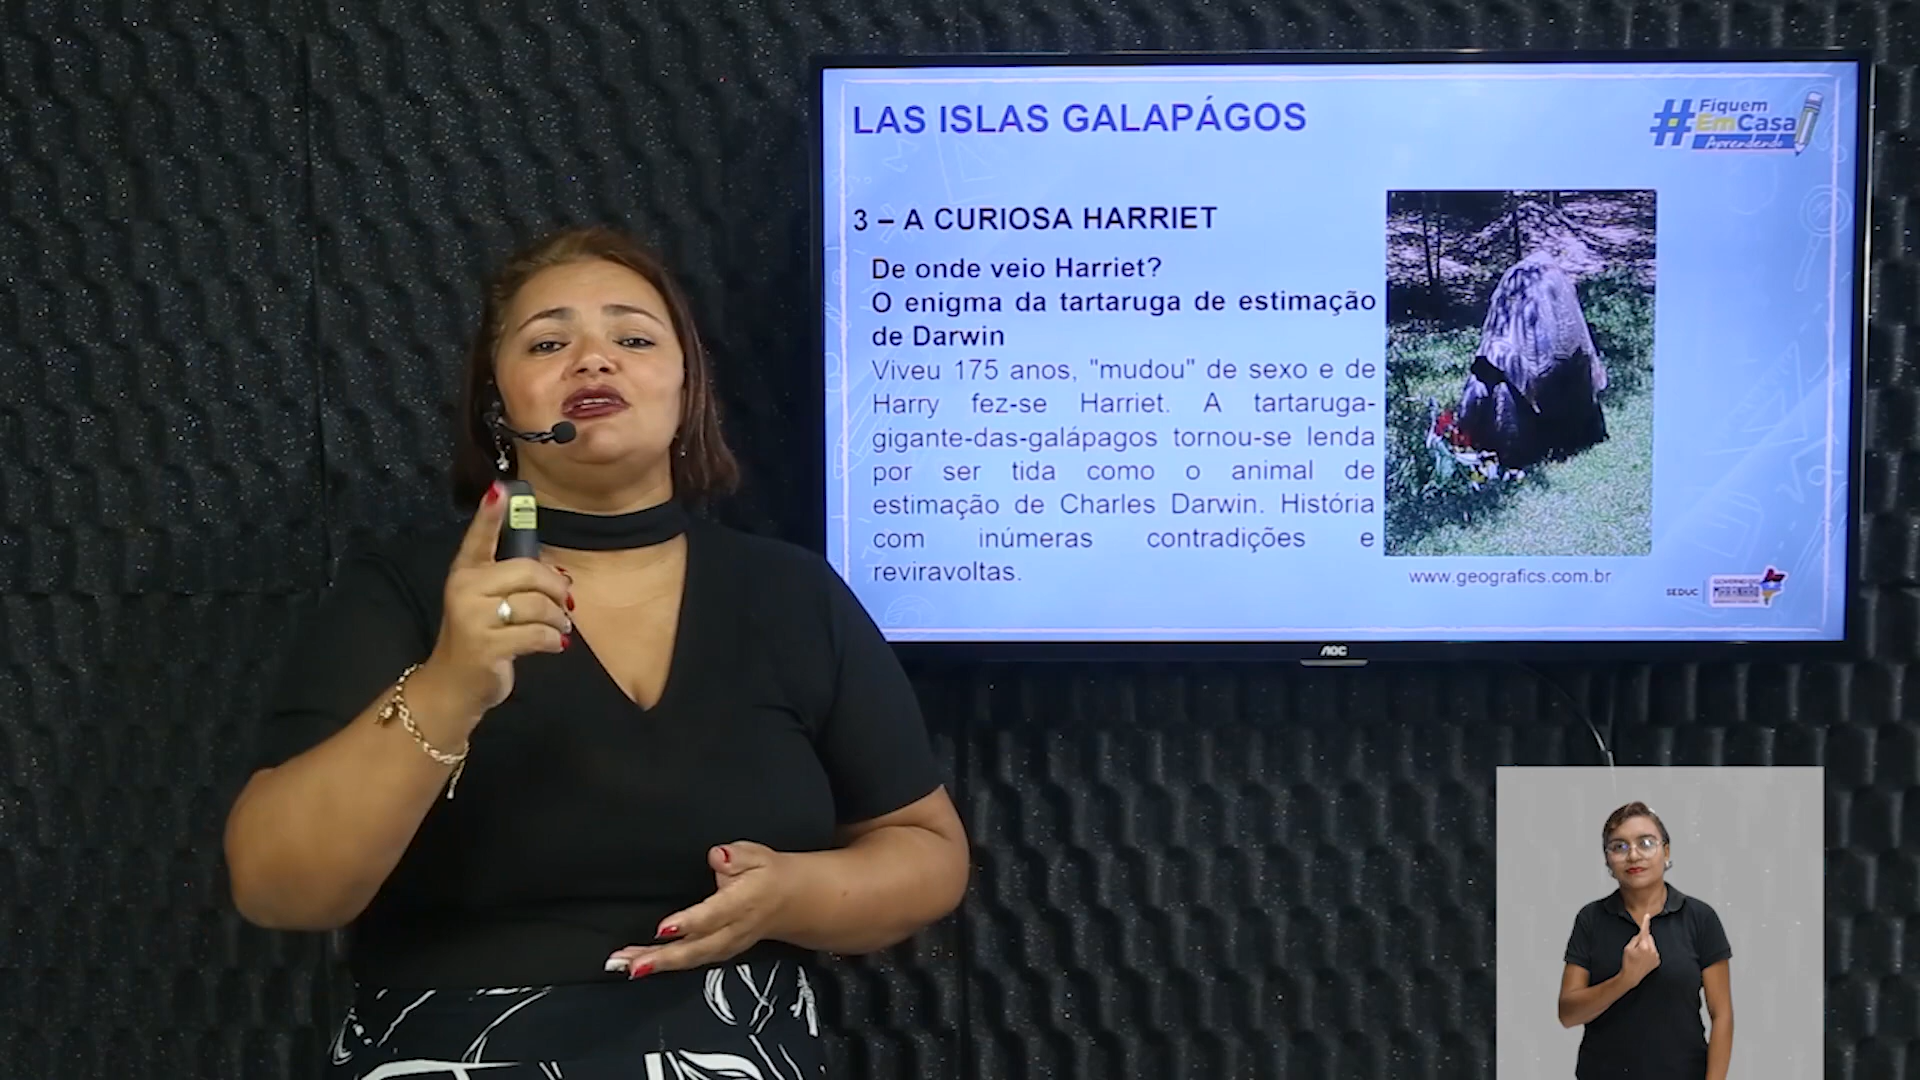 LAS ISLAS GALAPÁGOS
#Fiquem
EmCasa
Aprendendo
3 – A CURIOSA HARRIET
De onde veio Harriet?
O enigma da tartaruga de estimação
de Darwin
Viveu 175 anos, "mudou" de sexo e de
Harry fez-se Harriet. A tartaruga-
gigante-das-galápagos tornou-se lenda
por ser tida como o animal de
estimação de Charles Darwin. História
com inúmeras contradições e
reviravoltas.
www.geografics.com.br
SEDUC
GOVERNO DO
MARANHÃO
AOC